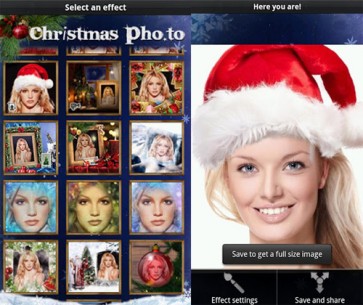 Select an effect
Christmas Pho.to
Here you are!
Save to get a full size image
Effect settings
Save and share